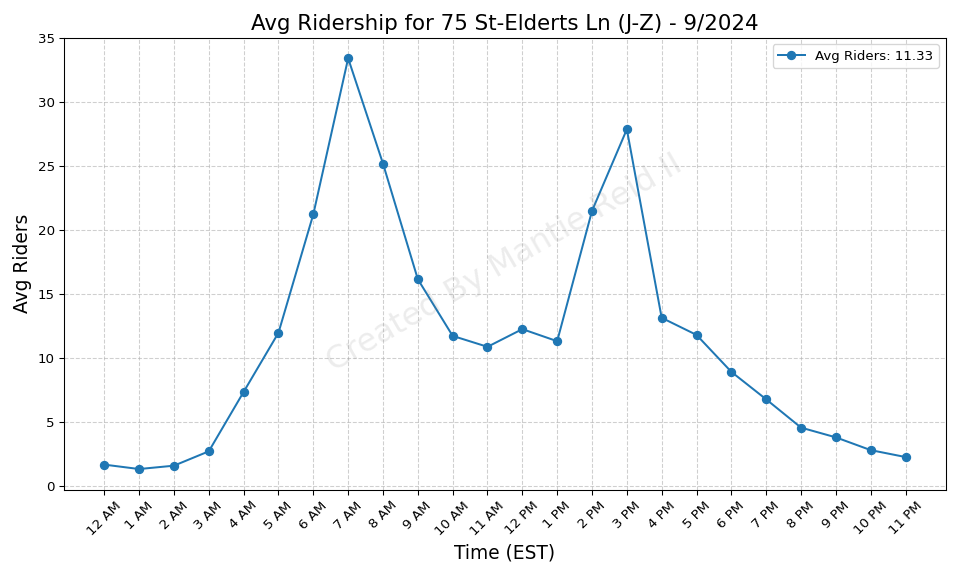 Avg Ridership for 75 St-Elderts Ln (J-Z) - 9/2024
Avg Riders: 11.33
35
30
25
20
15
10
5
0
Avg Riders
Created By Mantle Reid II
12 AM
1 AM
2 AM
3 AM
4 AM
5 AM
6 AM
7 AM
8 AM
9 AM
10 AM
11 AM
12 PM
1 PM
2 PM
3 PM
4 PM
5 PM
6 PM
7 PM
8 PM
9 PM
10 PM
11 PM
Time (EST)